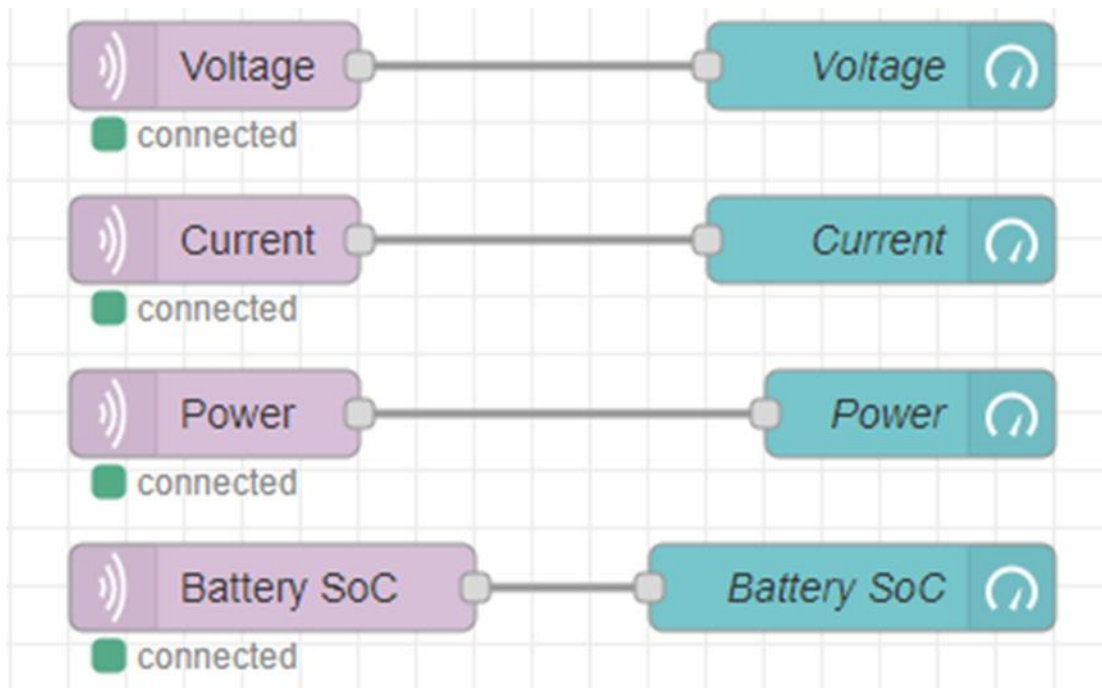 Voltage Voltage
connected
Current Current
connected
Power Power
connected
Battery SoC Battery SoC
connected